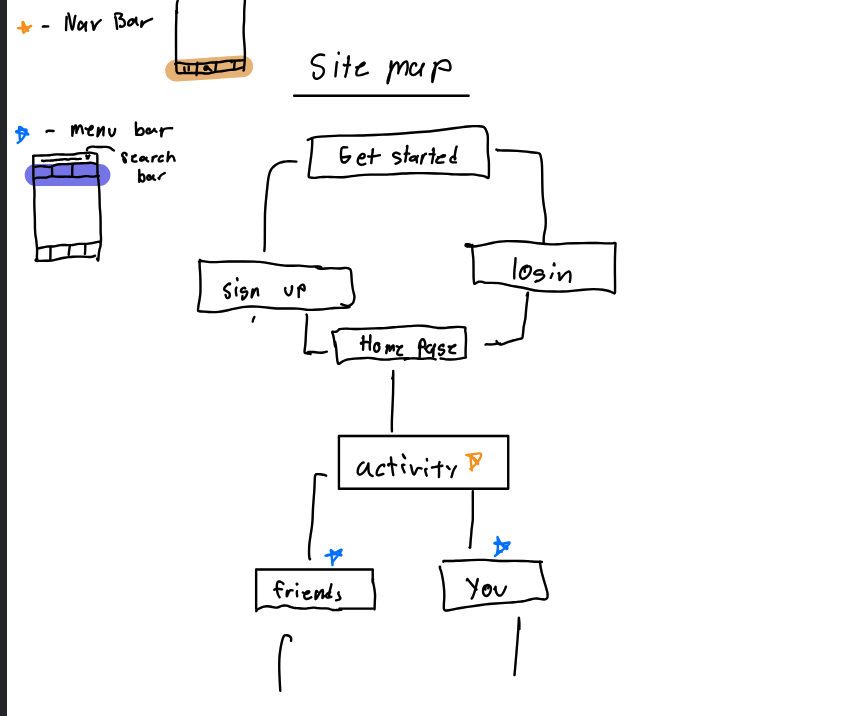 - Nav Bar
Site map
- menu bar
search
bar
Get started
login
sign up
Home page
activity
friends
You